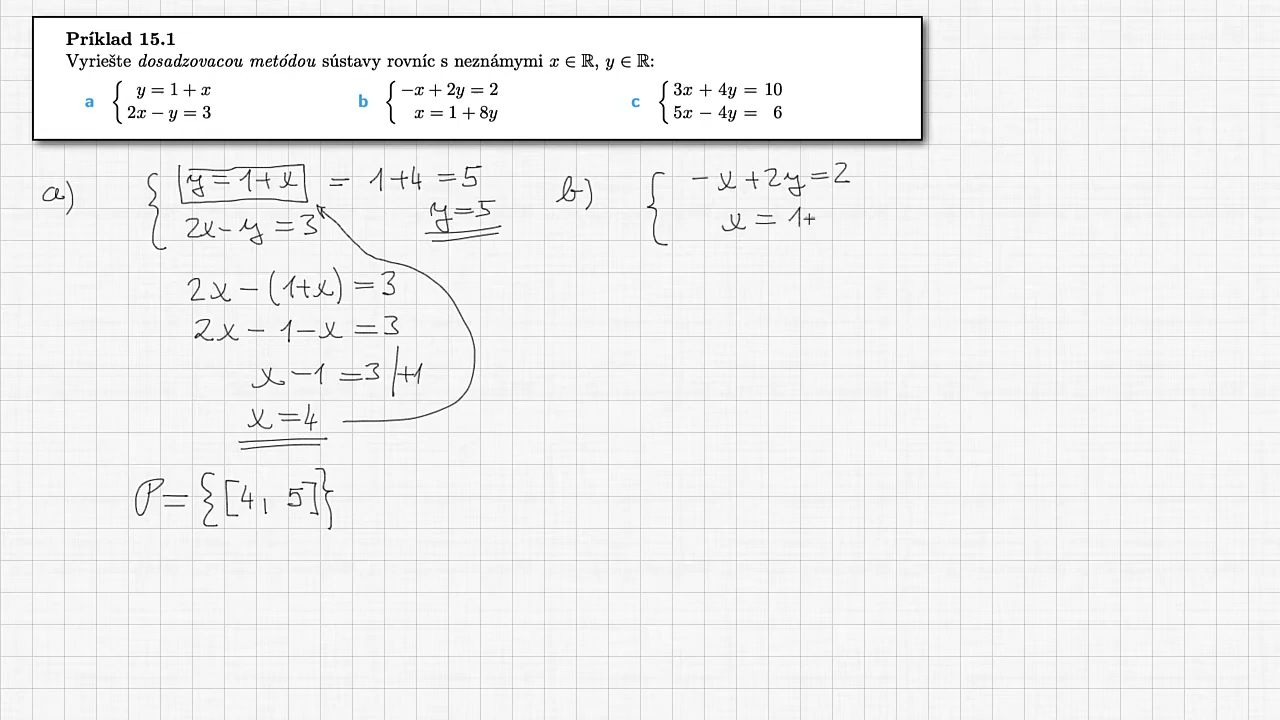 Príklad 15.1
Vyriešte dosadzovacou metódou sústavy rovníc s neznámymi x ∈ ℝ, y ∈ ℝ:
a { y = 1 + x b { −x + 2y = 2 c { 3x + 4y = 10
2x − y = 3 x = 1 + 8y 5x − 4y = 6
a) { y = 1+x = 1+4 = 5
2x − y = 3 y = 5
2x − (1+x) = 3
2x − 1 − x = 3
x − 1 = 3 |+1
x = 4
P = {[4, 5]}
b) { −x + 2y = 2
x = 1+